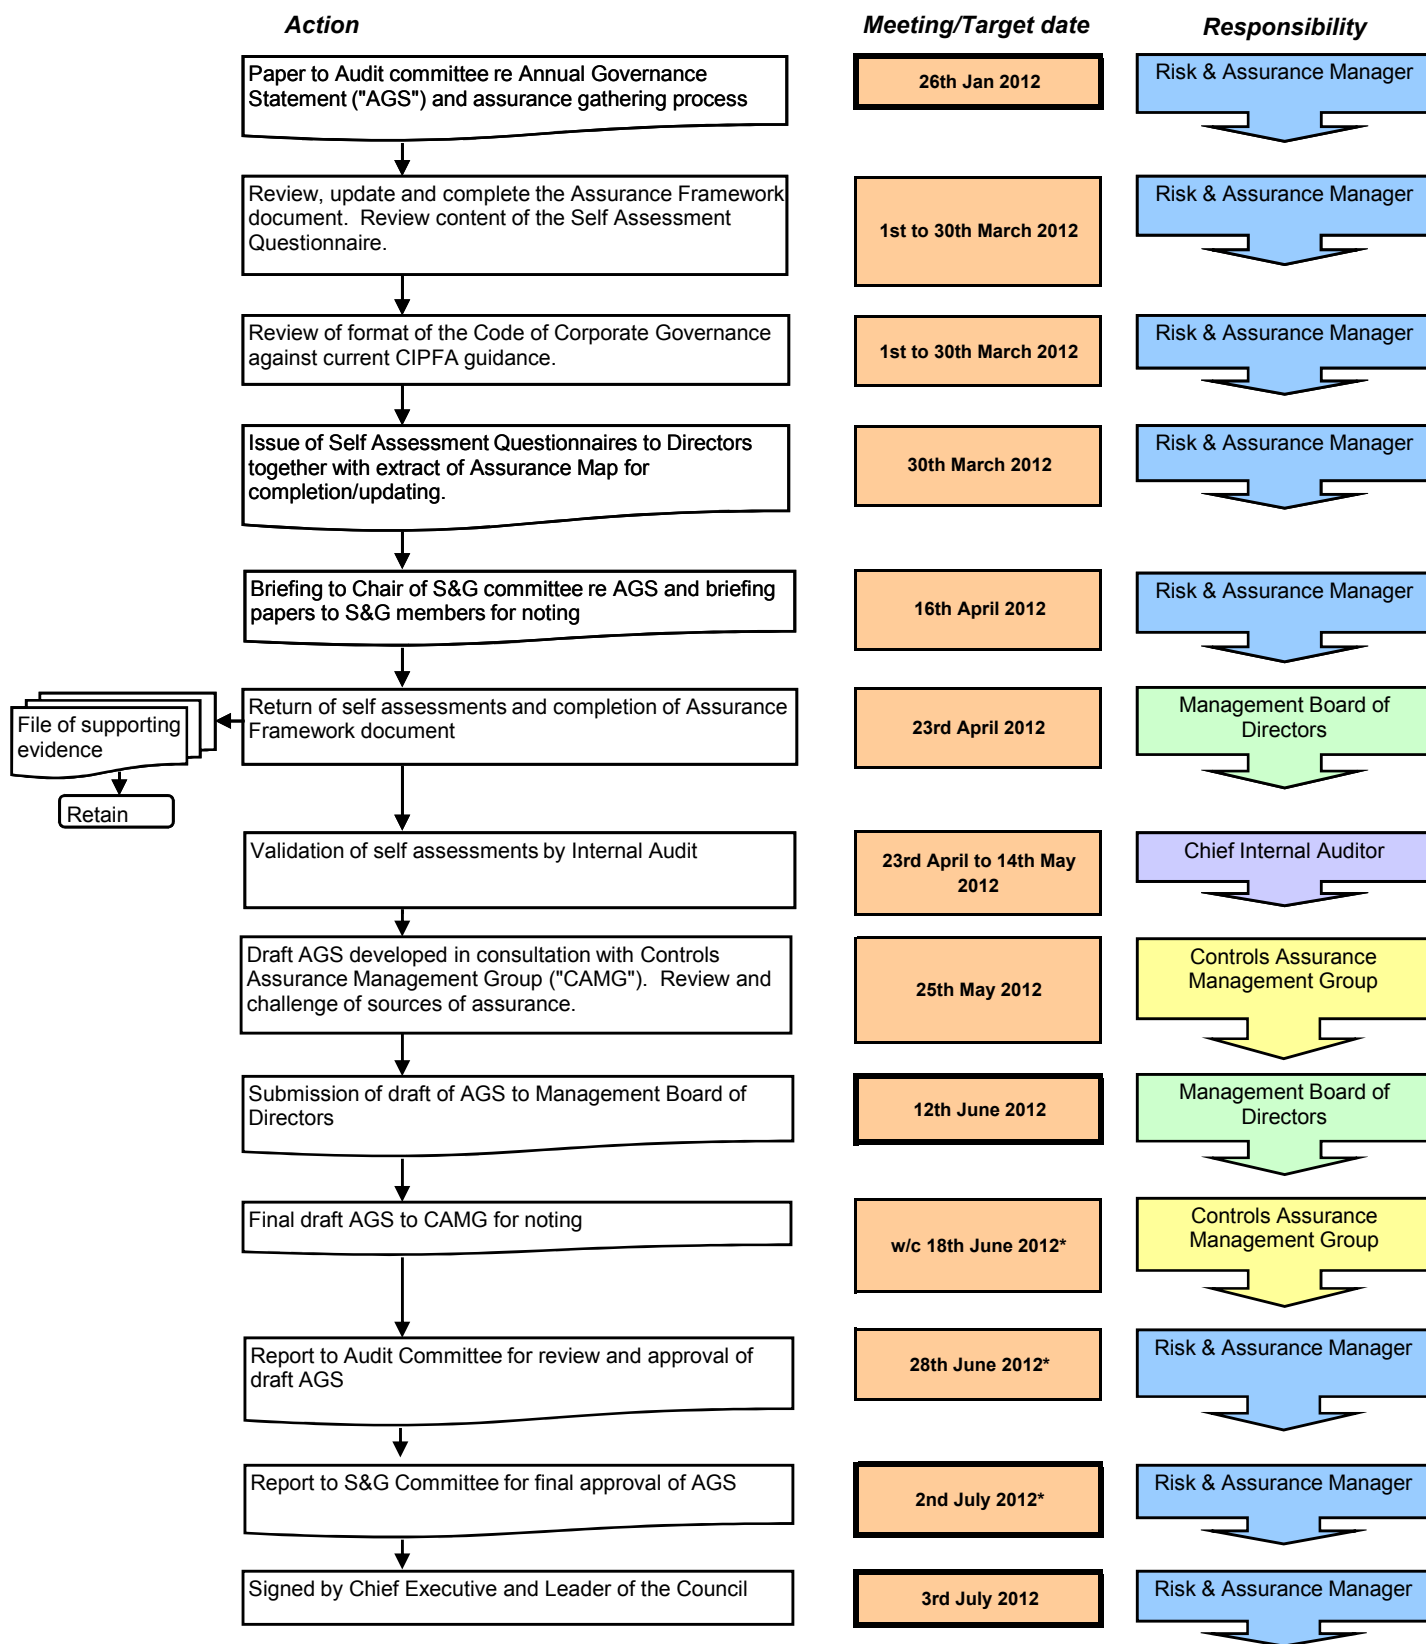 Action
Meeting/Target date
Responsibility
Paper to Audit committee re Annual Governance
Statement ("AGS") and assurance gathering process
26th Jan 2012
Risk & Assurance Manager
Review, update and complete the Assurance Framework
document.  Review content of the Self Assessment
Questionnaire.
1st to 30th March 2012
Risk & Assurance Manager
Review of format of the Code of Corporate Governance
against current CIPFA guidance.
1st to 30th March 2012
Risk & Assurance Manager
Issue of Self Assessment Questionnaires to Directors
together with extract of Assurance Map for
completion/updating.
30th March 2012
Risk & Assurance Manager
Briefing to Chair of S&G committee re AGS and briefing
papers to S&G members for noting
16th April 2012
Risk & Assurance Manager
File of supporting
evidence
Retain
Return of self assessments and completion of Assurance
Framework document
23rd April 2012
Management Board of
Directors
Validation of self assessments by Internal Audit
23rd April to 14th May
2012
Chief Internal Auditor
Draft AGS developed in consultation with Controls
Assurance Management Group ("CAMG").  Review and
challenge of sources of assurance.
25th May 2012
Controls Assurance
Management Group
Submission of draft of AGS to Management Board of
Directors
12th June 2012
Management Board of
Directors
Final draft AGS to CAMG for noting
w/c 18th June 2012*
Controls Assurance
Management Group
Report to Audit Committee for review and approval of
draft AGS
28th June 2012*
Risk & Assurance Manager
Report to S&G Committee for final approval of AGS
2nd July 2012*
Risk & Assurance Manager
Signed by Chief Executive and Leader of the Council
3rd July 2012
Risk & Assurance Manager